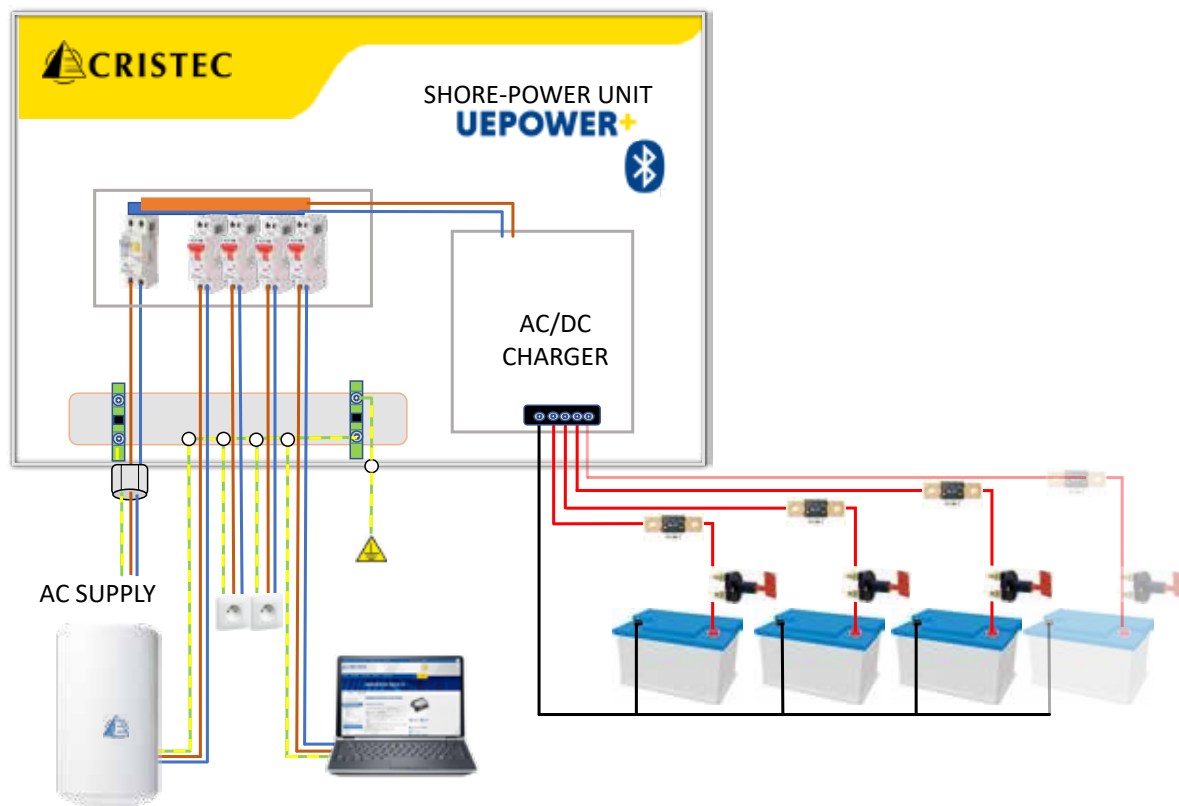 CRISTEC
SHORE-POWER UNIT
UEPOWER+
AC/DC
CHARGER
AC SUPPLY